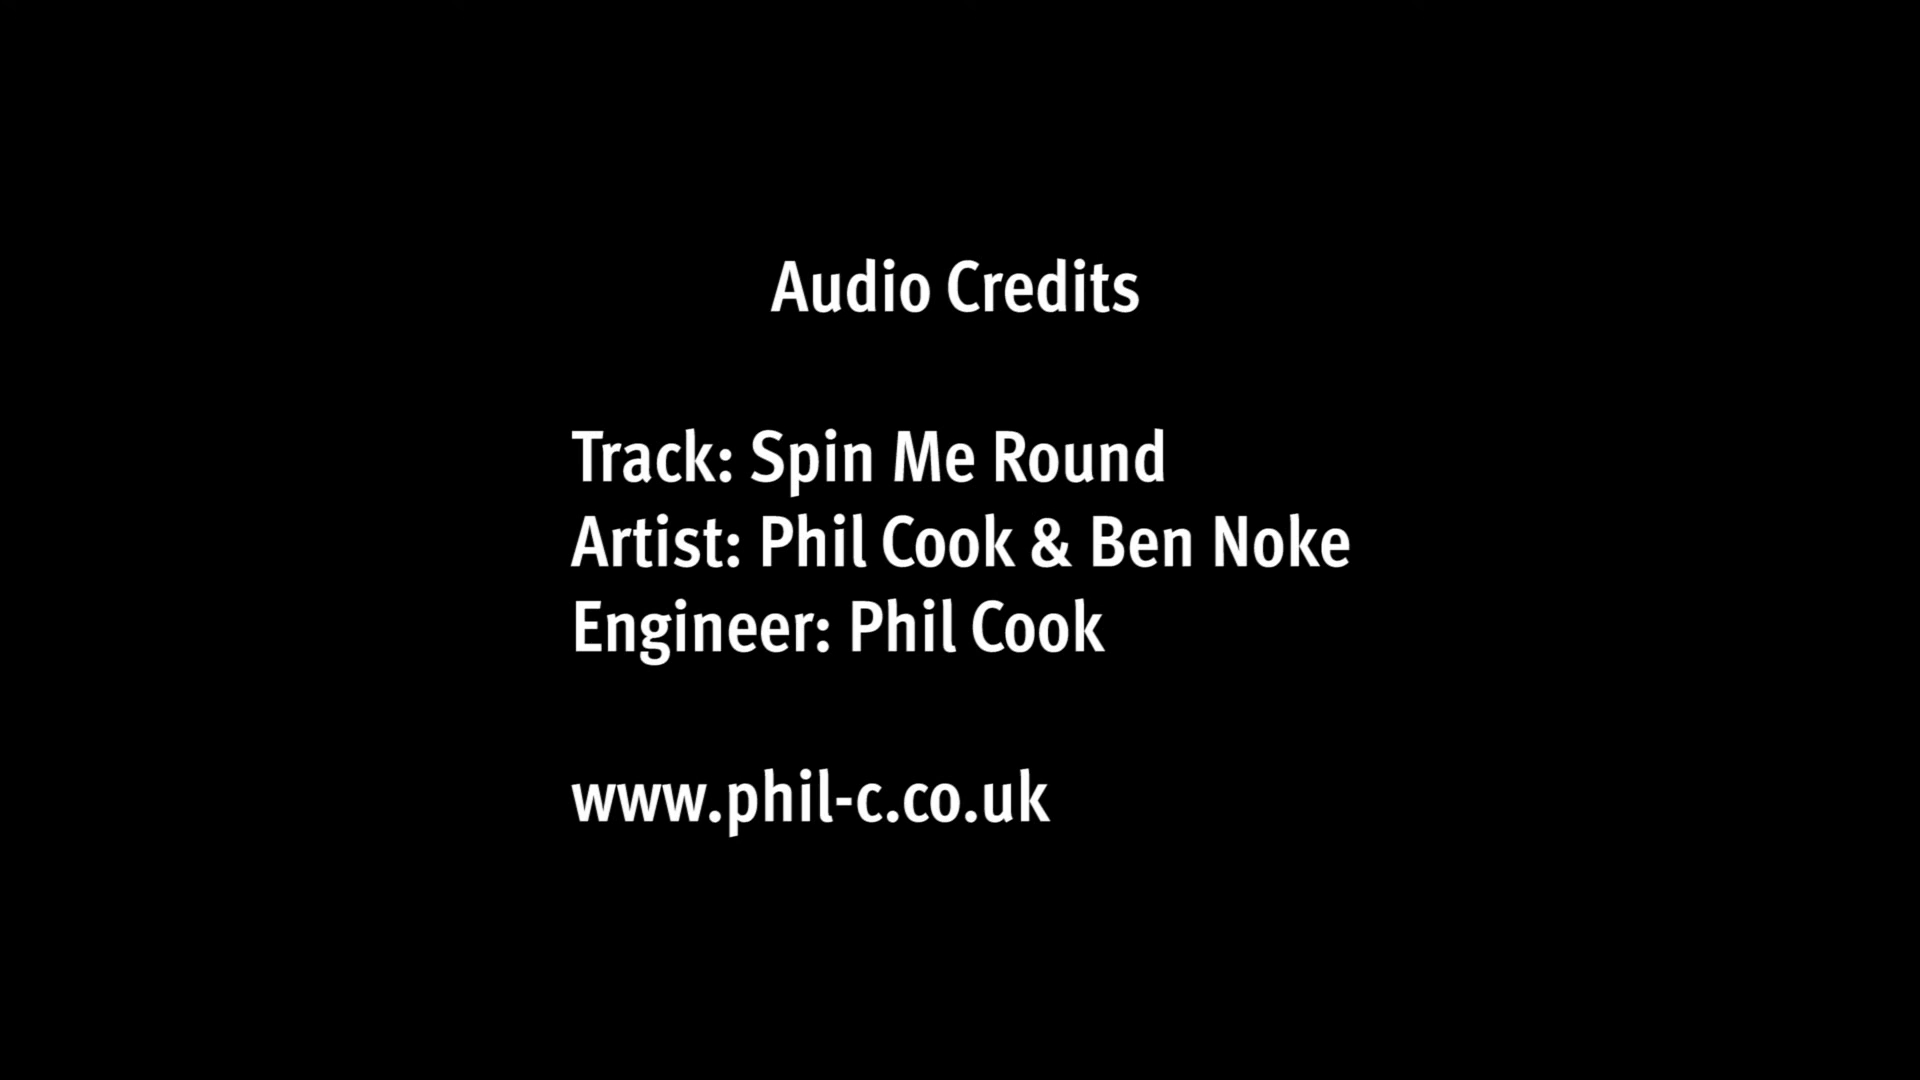 Audio Credits
Track: Spin Me Round
Artist: Phil Cook & Ben Noke
Engineer: Phil Cook
www.phil-c.co.uk